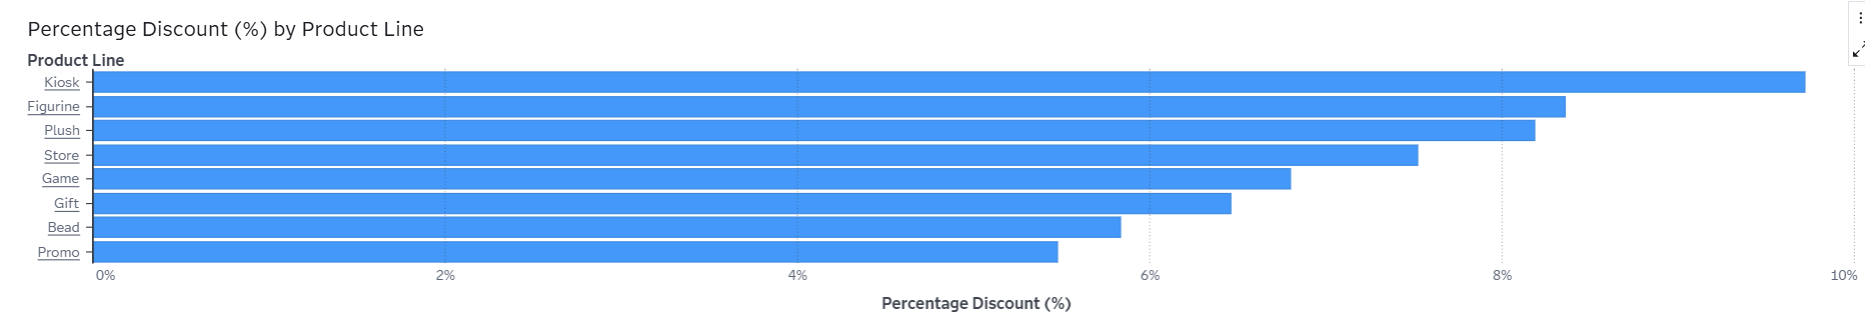 Percentage Discount (%) by Product Line
Product Line
Kiosk
Figurine
Plush
Store
Game
Gift
Bead
Promo
0% 2% 4% 6% 8% 10%
Percentage Discount (%)